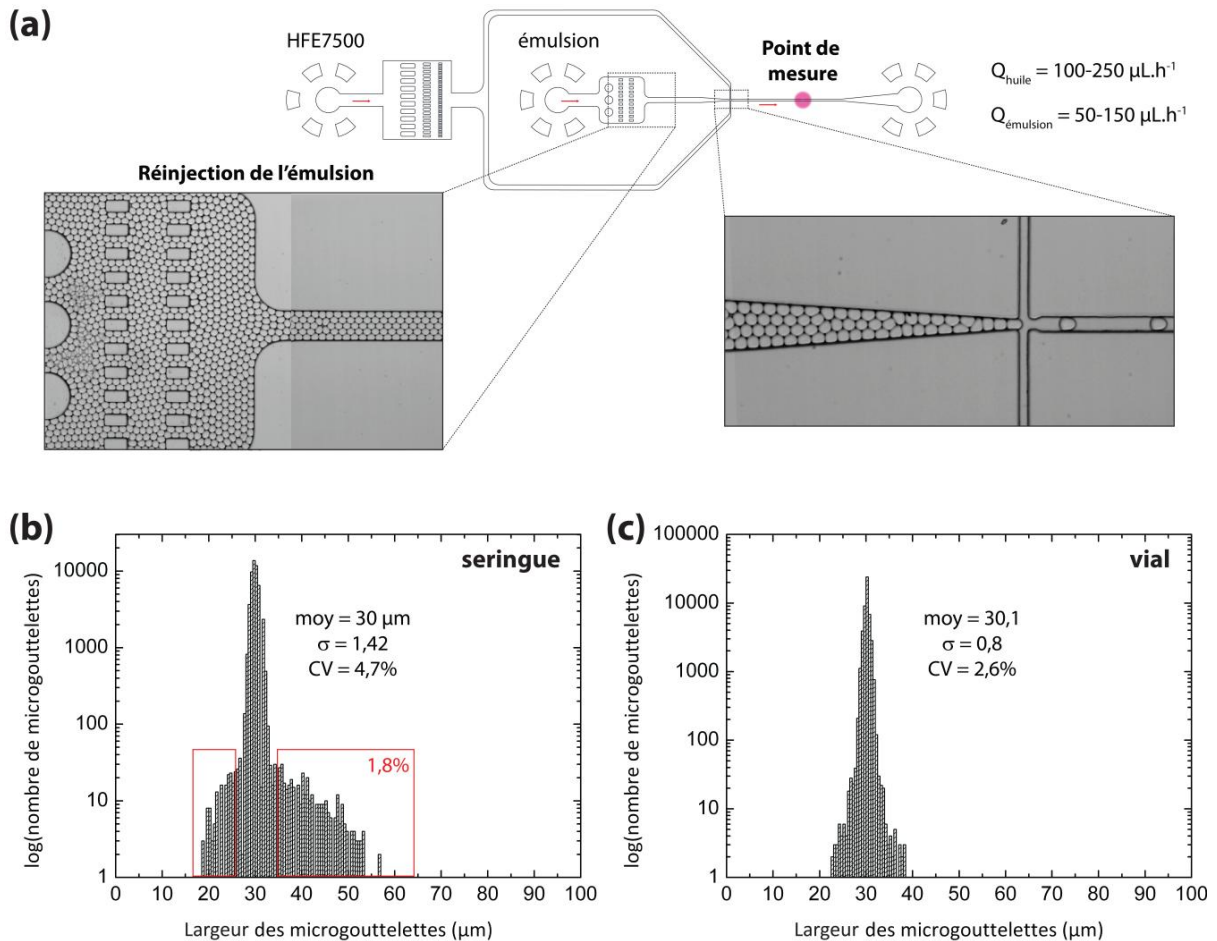 (a)
HFE7500
émulsion
Point de
mesure
Q huile = 100-250 µL.h-1
Q émulsion = 50-150 µL.h-1
Réinjection de l'émulsion
(b)
seringue
log(nombre de microgouttelettes)
10000
1000
100
10
1
moy = 30 µm
σ = 1,42
CV = 4,7%
1,8%
0 10 20 30 40 50 60 70 80 90 100
Largeur des microgouttelettes (µm)
(c)
vial
log(nombre de microgouttelettes)
100000
10000
1000
100
10
1
moy = 30,1
σ = 0,8
CV = 2,6%
0 10 20 30 40 50 60 70 80 90 100
Largeur des microgouttelettes (µm)